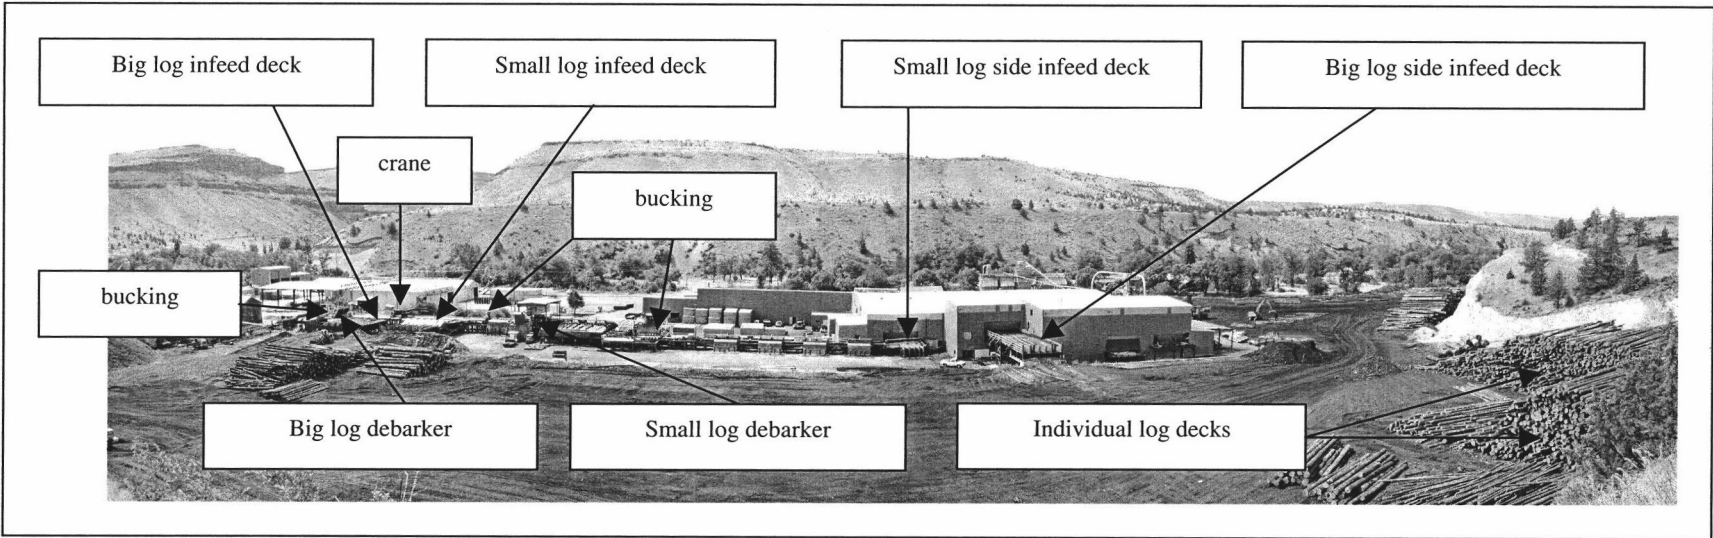 Big log infeed deck
Small log infeed deck
Small log side infeed deck
Big log side infeed deck
crane
bucking
bucking
Big log debarker
Small log debarker
Individual log decks